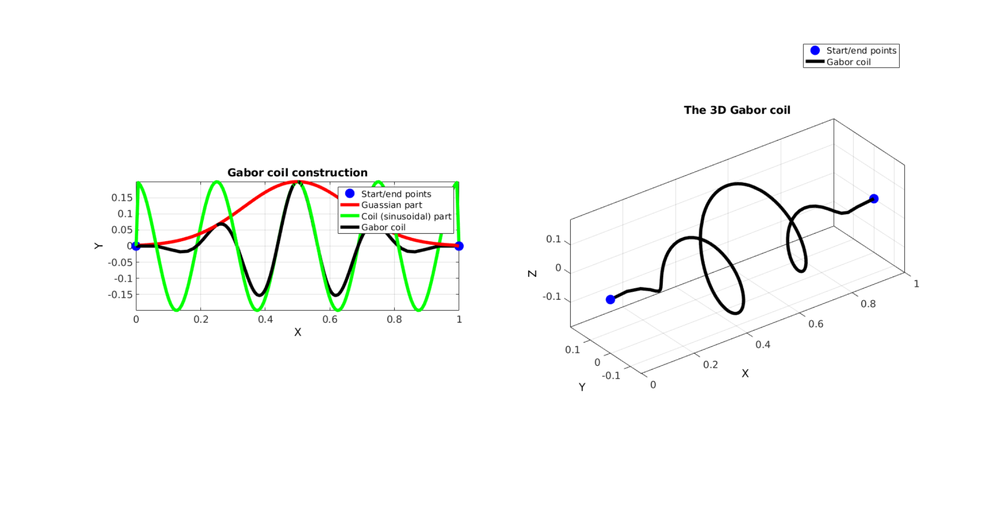 Gabor coil construction
Start/end points
Guassian part
Coil (sinusoidal) part
Gabor coil
0.15
0.1
0.05
0
-0.05
-0.1
-0.15
Y
0
0.2
0.4
0.6
0.8
1
X
Start/end points
Gabor coil
The 3D Gabor coil
0.1
0
-0.1
Z
0.1
0
-0.1
Y
0
0.2
0.4
0.6
0.8
1
X